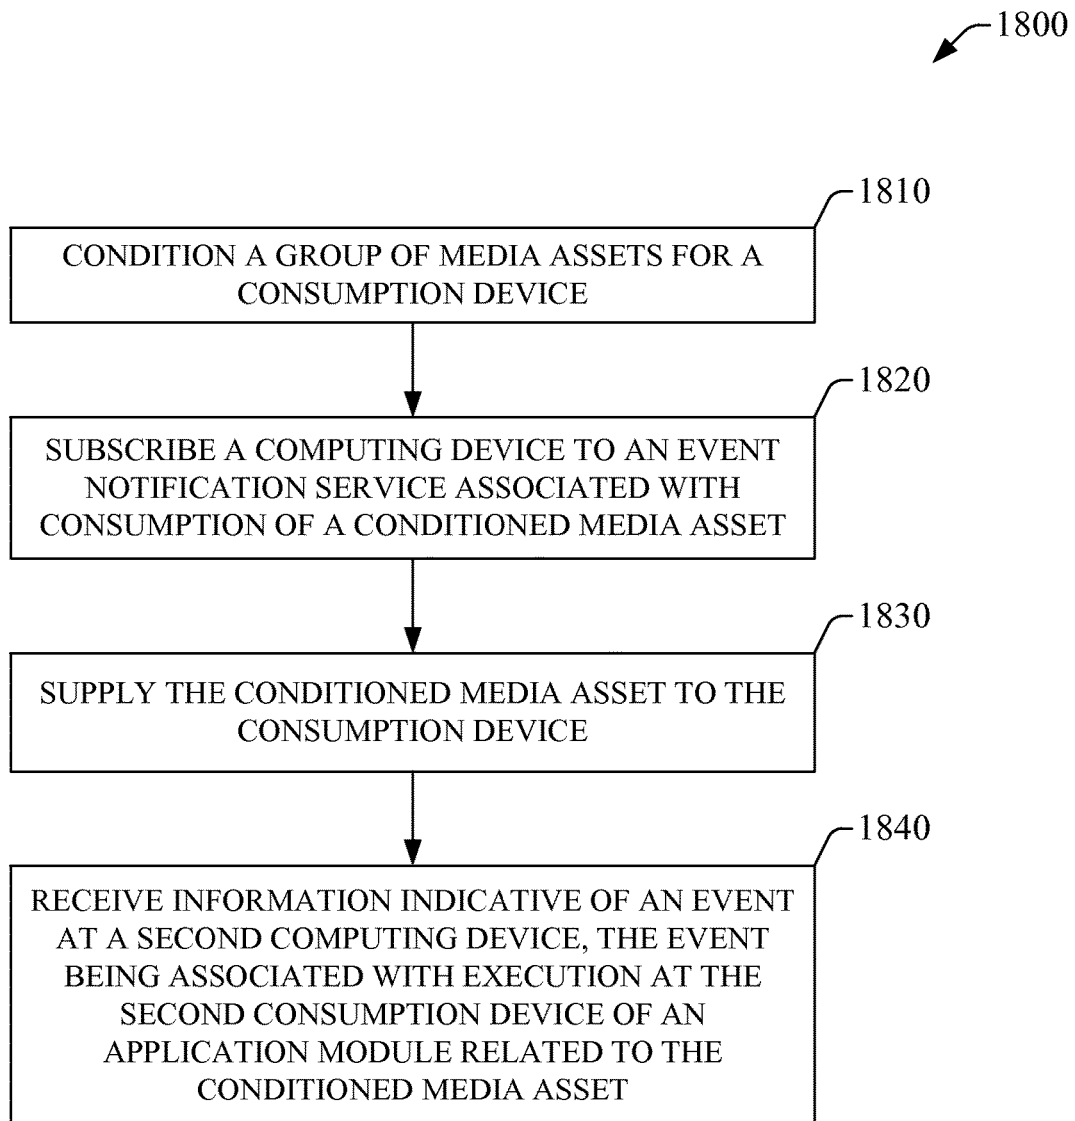 1800
1810
CONDITION A GROUP OF MEDIA ASSETS FOR A
CONSUMPTION DEVICE
1820
SUBSCRIBE A COMPUTING DEVICE TO AN EVENT
NOTIFICATION SERVICE ASSOCIATED WITH
CONSUMPTION OF A CONDITIONED MEDIA ASSET
1830
SUPPLY THE CONDITIONED MEDIA ASSET TO THE
CONSUMPTION DEVICE
1840
RECEIVE INFORMATION INDICATIVE OF AN EVENT
AT A SECOND COMPUTING DEVICE, THE EVENT
BEING ASSOCIATED WITH EXECUTION AT THE
SECOND CONSUMPTION DEVICE OF AN
APPLICATION MODULE RELATED TO THE
CONDITIONED MEDIA ASSET